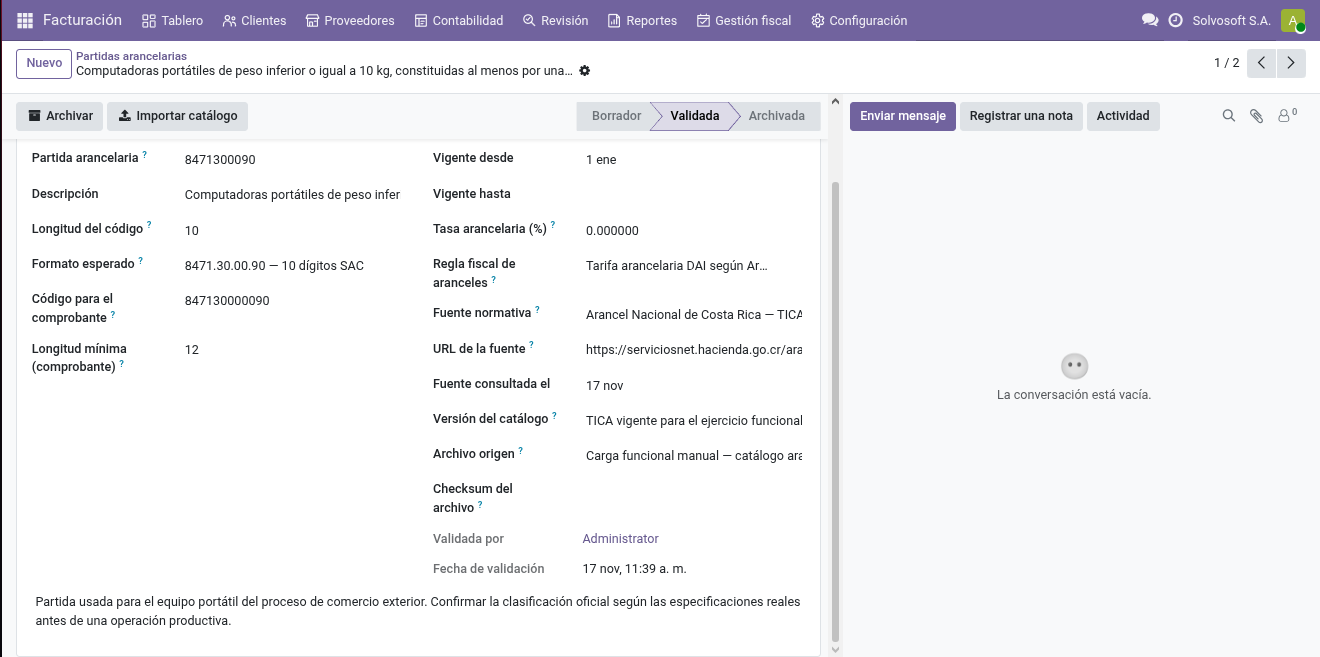 Facturación Tablero Clientes Proveedores Contabilidad Revisión Reportes Gestión fiscal Configuración Solvosoft S.A. A
Nuevo
Partidas arancelarias
Computadoras portátiles de peso inferior o igual a 10 kg, constituidas al menos por una…
1 / 2
Archivar Importar catálogo Borrador Validada Archivada
Enviar mensaje Registrar una nota Actividad 0
Partida arancelaria ? 8471300090
Descripción Computadoras portátiles de peso infer
Longitud del código ? 10
Formato esperado ? 8471.30.00.90 — 10 dígitos SAC
Código para el
comprobante ? 847130000090
Longitud mínima
(comprobante) ? 12
Vigente desde 1 ene
Vigente hasta
Tasa arancelaria (%) ? 0.000000
Regla fiscal de
aranceles ? Tarifa arancelaria DAI según Ar…
Fuente normativa ? Arancel Nacional de Costa Rica — TICA
URL de la fuente ? https://serviciosnet.hacienda.go.cr/ara
Fuente consultada el 17 nov
Versión del catálogo ? TICA vigente para el ejercicio funcional
Archivo origen ? Carga funcional manual — catálogo ara
Checksum del
archivo ?
Validada por Administrator
Fecha de validación 17 nov, 11:39 a. m.
Partida usada para el equipo portátil del proceso de comercio exterior. Confirmar la clasificación oficial según las especificaciones reales
antes de una operación productiva.
La conversación está vacía.